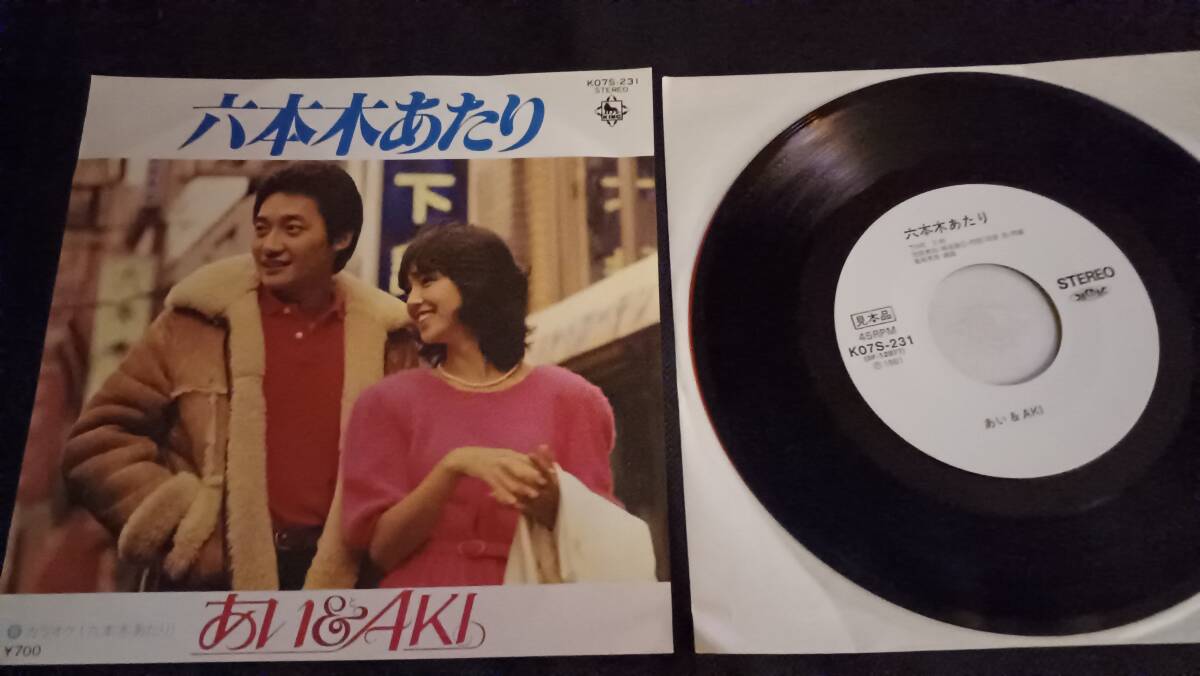 K07S-231
STEREO
KING
六本木あたり
下
あい&AKI
カラオケ(六本木あたり)
¥700
六本木あたり
STEREO
見本品
45RPM
K07S-231
Ⓟ 1981
あい & AKI